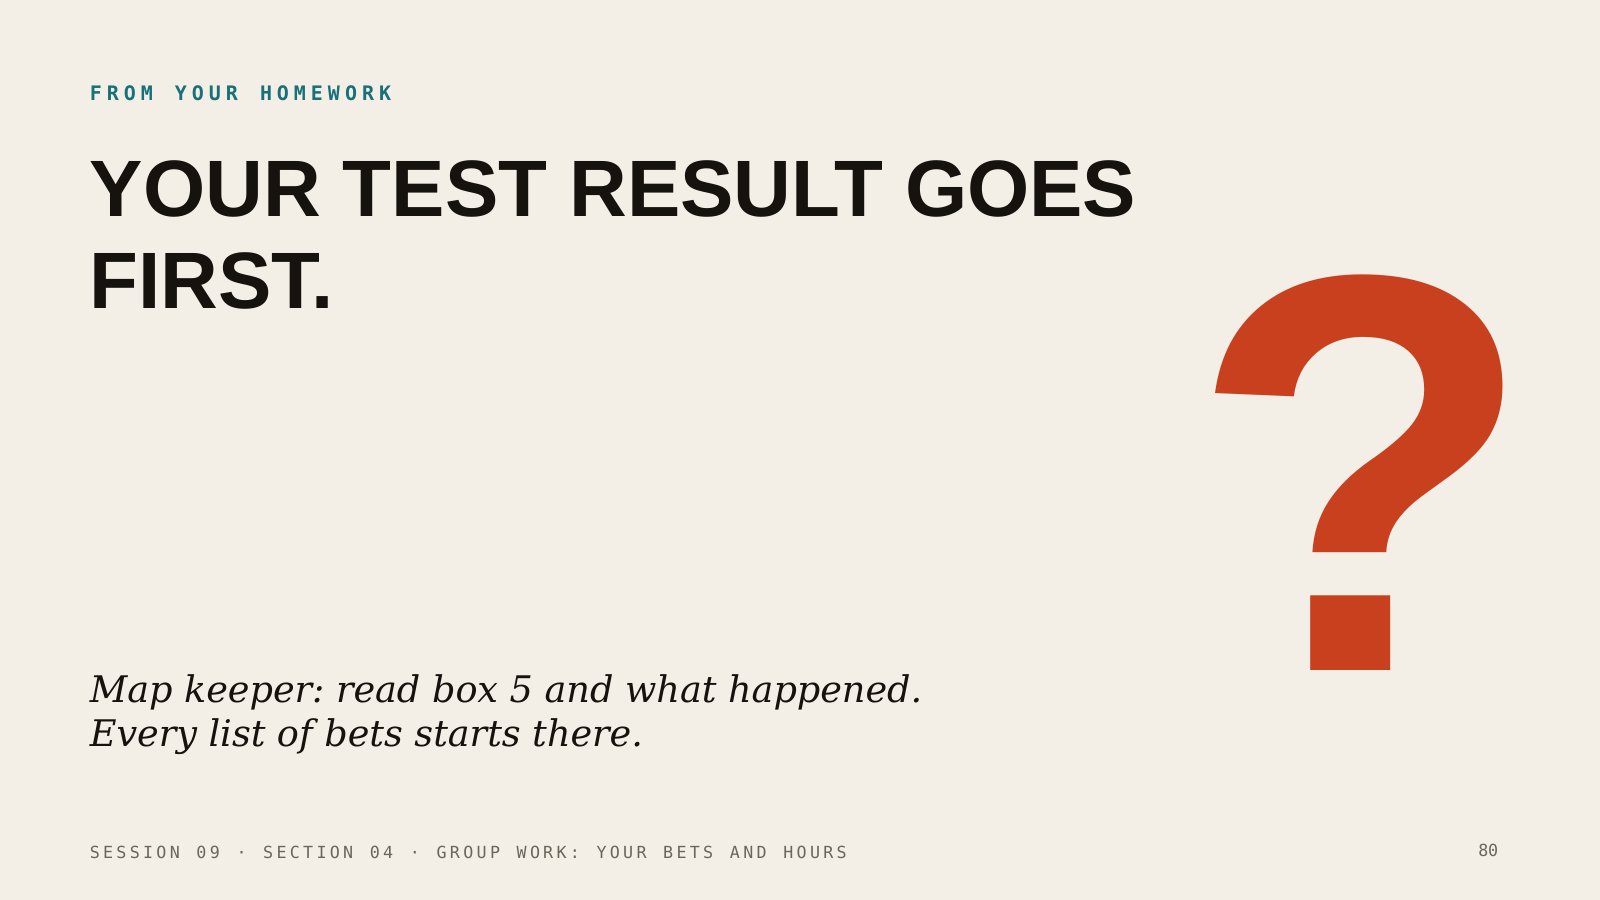 FROM YOUR HOMEWORK
YOUR TEST RESULT GOES
FIRST.
?
Map keeper: read box 5 and what happened.
Every list of bets starts there.
SESSION 09 · SECTION 04 · GROUP WORK: YOUR BETS AND HOURS
80